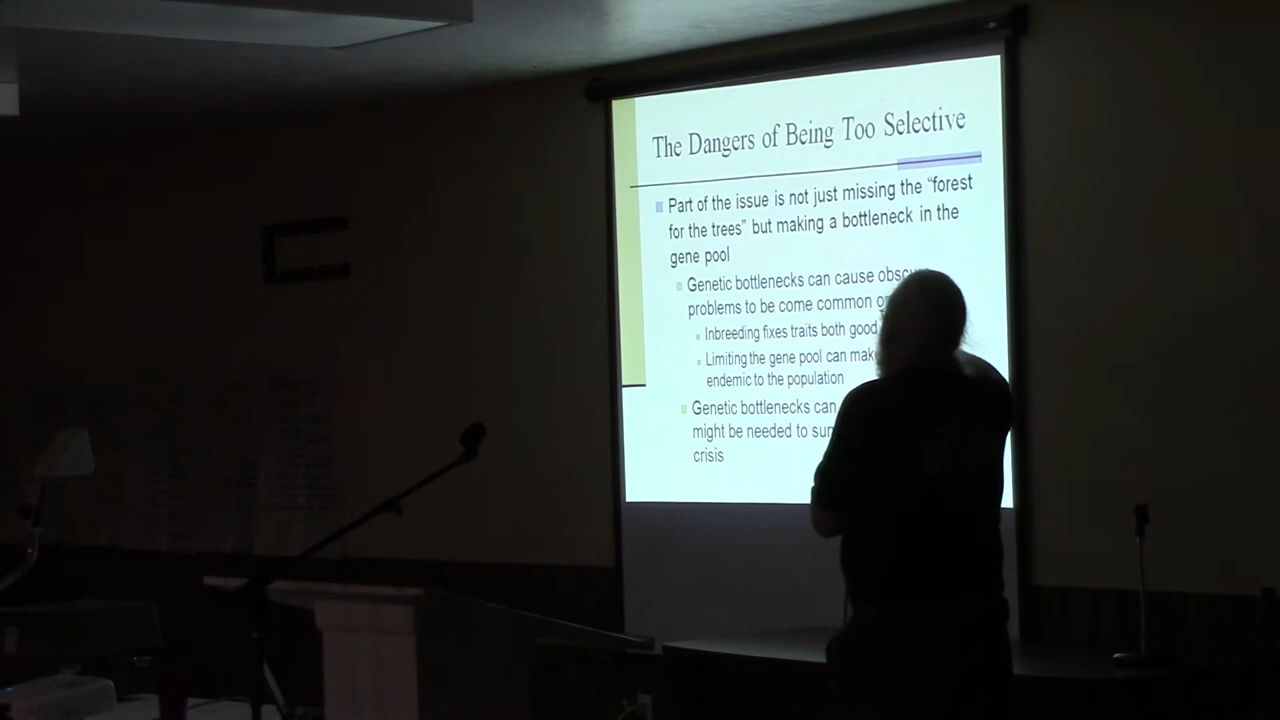 The Dangers of Being Too Selective
Part of the issue is not just missing the “forest
for the trees” but making a bottleneck in the
gene pool
Genetic bottlenecks can cause
problems to be come common
Inbreeding fixes traits both good
Limiting the gene pool can
endemic to the population
Genetic bottlenecks can
might be needed to
crisis